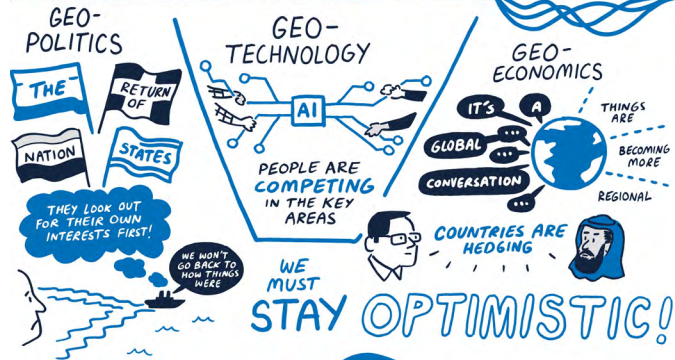 GEO-
POLITICS
THE
RETURN
OF
NATION
STATES
THEY LOOK OUT
FOR THEIR OWN
INTERESTS FIRST!
WE WON'T
GO BACK TO
HOW THINGS
WERE
GEO-
TECHNOLOGY
AI
PEOPLE ARE
COMPETING
IN THE KEY
AREAS
GEO-
ECONOMICS
IT'S
A
GLOBAL
CONVERSATION
THINGS
ARE
BECOMING
MORE
REGIONAL
COUNTRIES ARE
HEDGING
WE
MUST
STAY OPTIMISTIC!